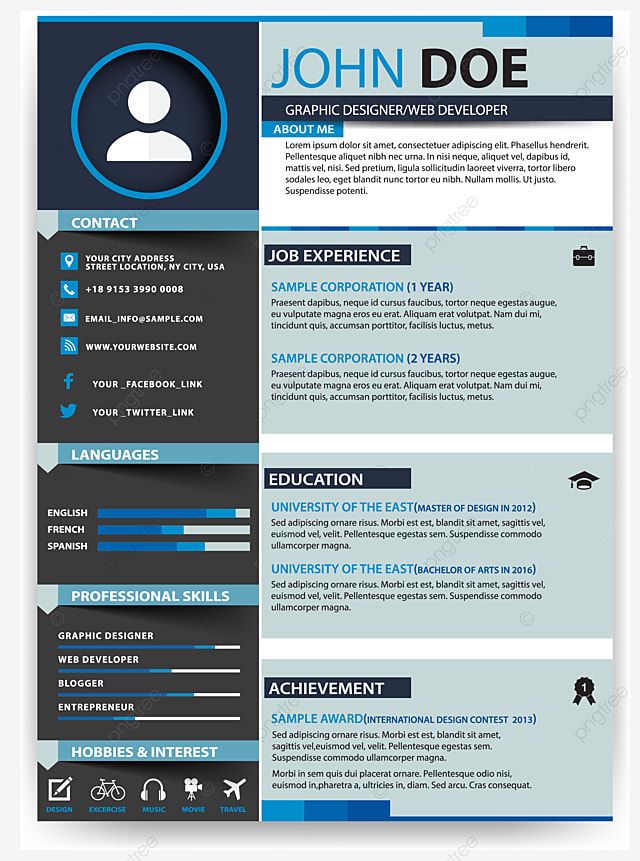 JOHN DOE
GRAPHIC DESIGNER/WEB DEVELOPER
ABOUT ME
Lorem ipsum dolor sit amet, consectetuer adipiscing elit. Phasellus hendrerit.
Pellentesque aliquet nibh nec urna. In nisi neque, aliquet vel, dapibus id,
mattis vel, nisi. Sed pretium, ligula sollicitudin laoreet viverra, tortor libero
sodales leo, eget blandit nunc tortor eu nibh. Nullam mollis. Ut justo.
Suspendisse potenti.
CONTACT
YOUR CITY ADDRESS
STREET LOCATION, NY CITY, USA
+18 9153 3990 0008
EMAIL_INFO@SAMPLE.COM
WWW.YOURWEBSITE.COM
YOUR _FACEBOOK_LINK
YOUR _TWITTER_LINK
LANGUAGES
ENGLISH
FRENCH
SPANISH
PROFESSIONAL SKILLS
GRAPHIC DESIGNER
WEB DEVELOPER
BLOGGER
ENTREPRENEUR
HOBBIES & INTEREST
DESIGN EXCERCISE MUSIC MOVIE TRAVEL
JOB EXPERIENCE
SAMPLE CORPORATION (1 YEAR)
Praesent dapibus, neque id cursus faucibus, tortor neque egestas augue,
eu vulputate magna eros eu erat. Aliquam erat volutpat. Nam dui mi,
tincidunt quis, accumsan porttitor, facilisis luctus, metus.
SAMPLE CORPORATION (2 YEARS)
Praesent dapibus, neque id cursus faucibus, tortor neque egestas augue,
eu vulputate magna eros eu erat. Aliquam erat volutpat. Nam dui mi,
tincidunt quis, accumsan porttitor, facilisis luctus, metus.
EDUCATION
UNIVERSITY OF THE EAST(MASTER OF DESIGN IN 2012)
Sed adipiscing ornare risus. Morbi est est, blandit sit amet, sagittis vel,
euismod vel, velit. Pellentesque egestas sem. Suspendisse commodo
ullamcorper magna.
UNIVERSITY OF THE EAST(BACHELOR OF ARTS IN 2016)
Sed adipiscing ornare risus. Morbi est est, blandit sit amet, sagittis vel,
euismod vel, velit. Pellentesque egestas sem. Suspendisse commodo
ullamcorper magna.
ACHIEVEMENT
1
SAMPLE AWARD(INTERNATIONAL DESIGN CONTEST 2013)
Sed adipiscing ornare risus. Morbi est est, blandit sit amet,
sagittis vel,euismod vel, velit. Pellentesque egestas sem.
Suspendisse commodo ullamcorper magna.
Morbi in sem quis dui placerat ornare. Pellentesque odio nisi,
euismod in,pharetra a, ultricies in, diam. Sed arcu. Cras consequat.
pngtree